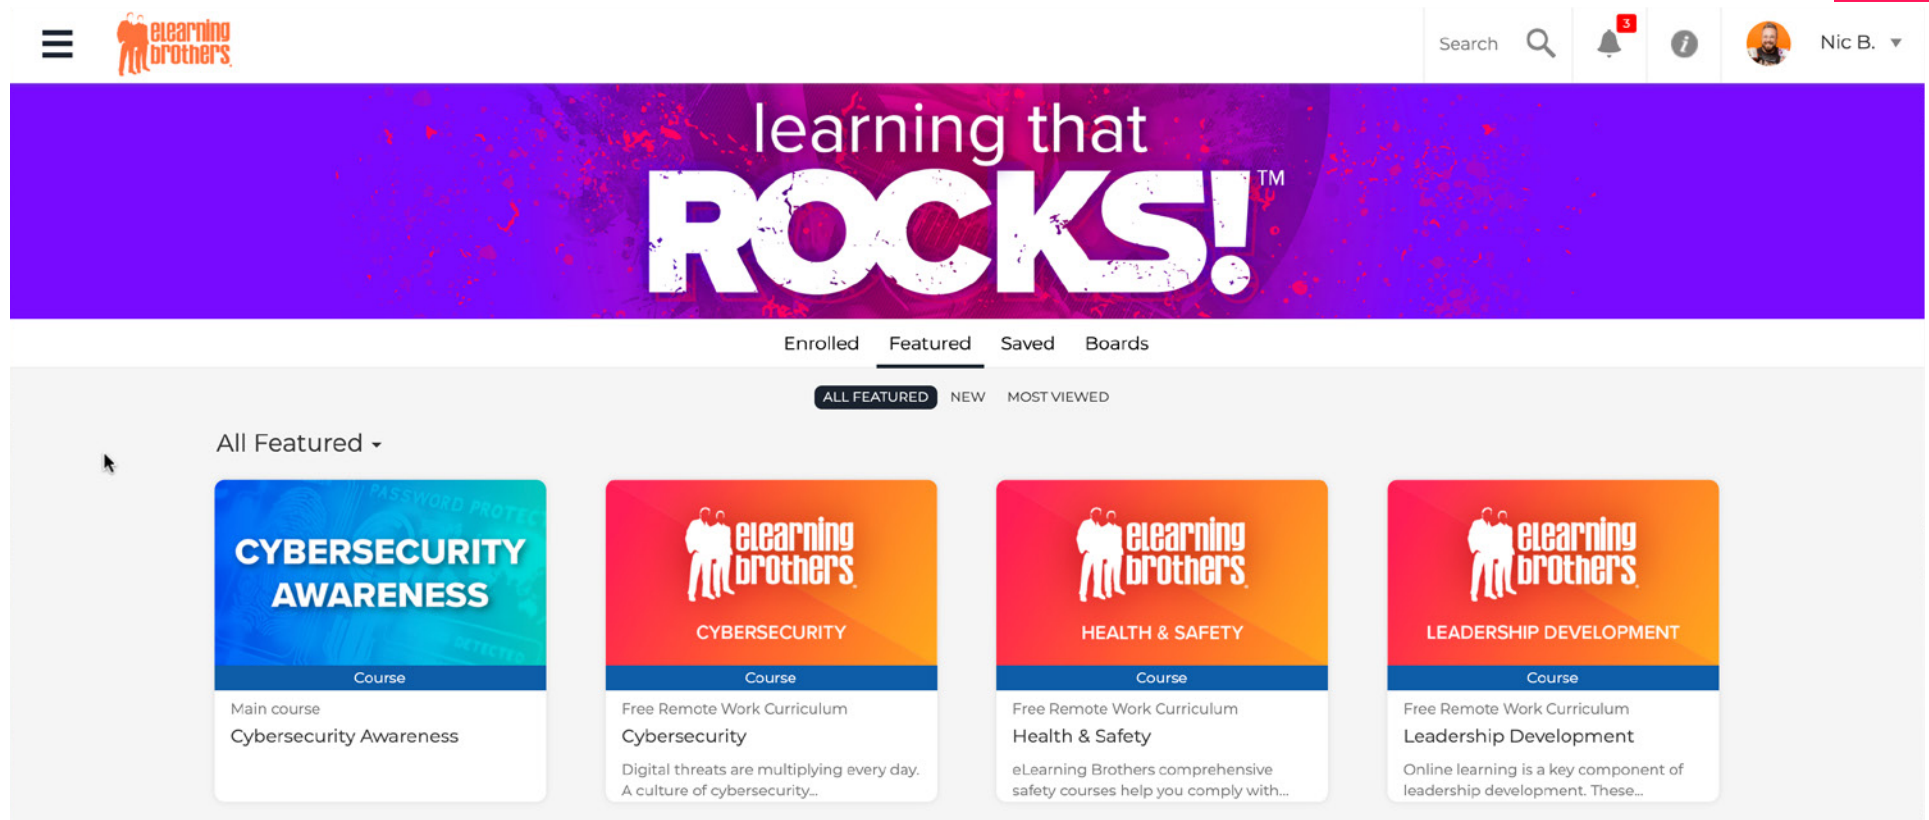 elearning
brothers
Search
3
i
Nic B.
learning that
ROCKS!™
Enrolled Featured Saved Boards
ALL FEATURED NEW MOST VIEWED
All Featured
PASSWORD PROTECT
CYBERSECURITY
AWARENESS
DETECTED
Course
Main course
Cybersecurity Awareness
elearning
brothers
CYBERSECURITY
Course
Free Remote Work Curriculum
Cybersecurity
Digital threats are multiplying every day.
A culture of cybersecurity...
elearning
brothers
HEALTH & SAFETY
Course
Free Remote Work Curriculum
Health & Safety
eLearning Brothers comprehensive
safety courses help you comply with...
elearning
brothers
LEADERSHIP DEVELOPMENT
Course
Free Remote Work Curriculum
Leadership Development
Online learning is a key component of
leadership development. These...